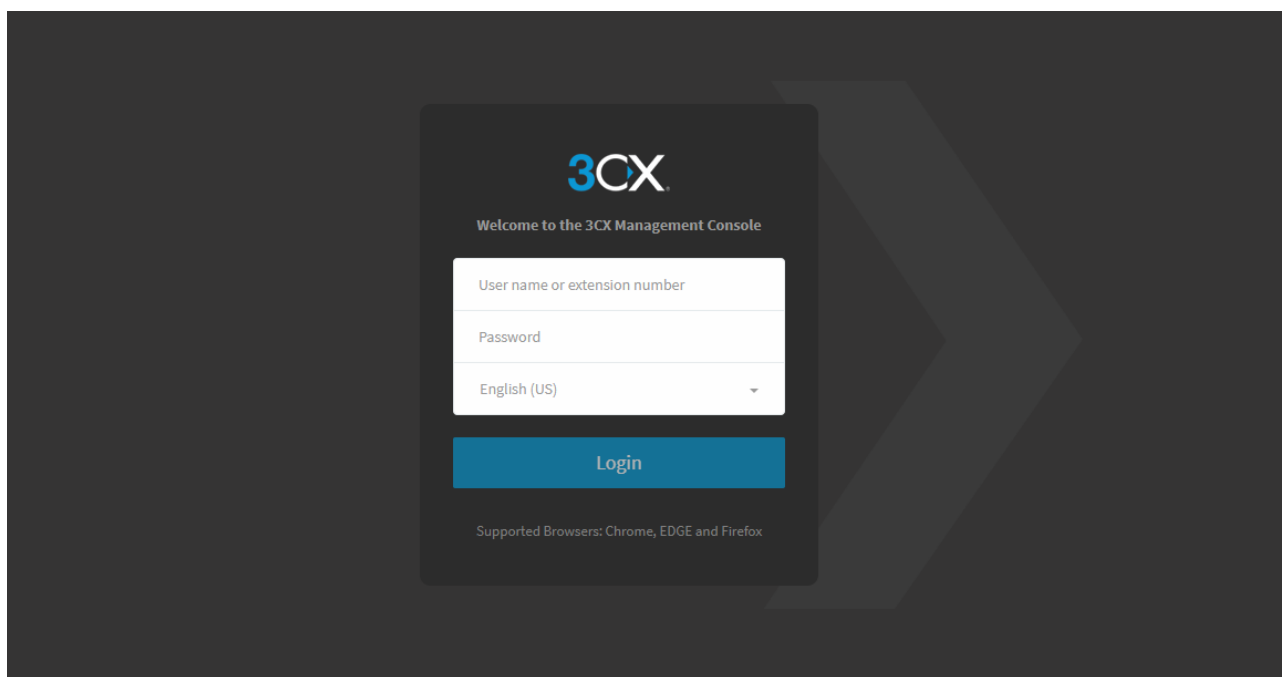 3CX
Welcome to the 3CX Management Console
User name or extension number
Password
English (US)
Login
Supported Browsers: Chrome, EDGE and Firefox